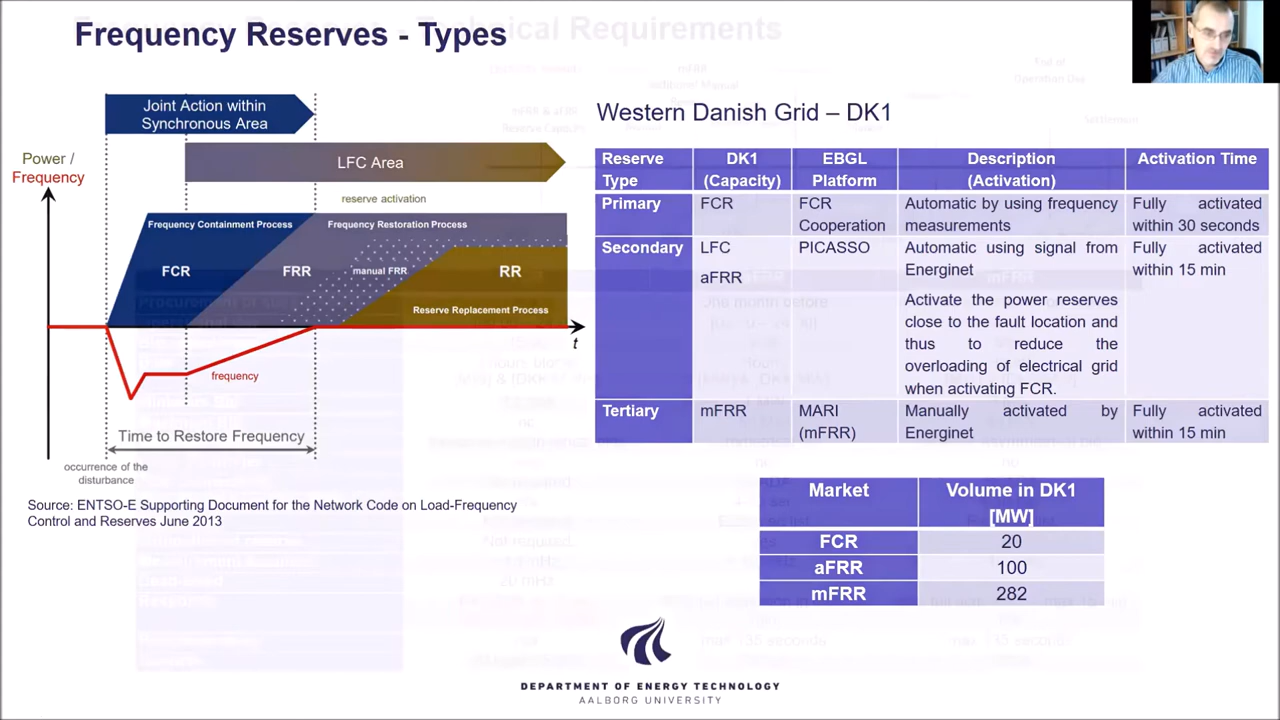 Frequency Reserves - Types
nical Requirements
Joint Action within
Synchronous Area
LFC Area
Power /
Frequency
reserve activation
Frequency Containment Process
Frequency Restoration Process
FCR
FRR
manual FRR
RR
Reserve Replacement Process
t
frequency
Time to Restore Frequency
occurrence of the
disturbance
Source: ENTSO-E Supporting Document for the Network Code on Load-Frequency
Control and Reserves June 2013
Western Danish Grid – DK1
Reserve Type DK1 (Capacity) EBGL Platform Description (Activation) Activation Time
Primary FCR FCR Cooperation Automatic by using frequency measurements Fully activated within 30 seconds
Secondary LFC PICASSO Automatic using signal from Energinet Fully activated within 15 min
aFRR
Activate the power reserves
close to the fault location and
thus to reduce the
overloading of electrical grid
when activating FCR.
Tertiary mFRR MARI (mFRR) Manually activated by Energinet Fully activated within 15 min
Market Volume in DK1 [MW]
FCR 20
aFRR 100
mFRR 282
DEPARTMENT OF ENERGY TECHNOLOGY
AALBORG UNIVERSITY